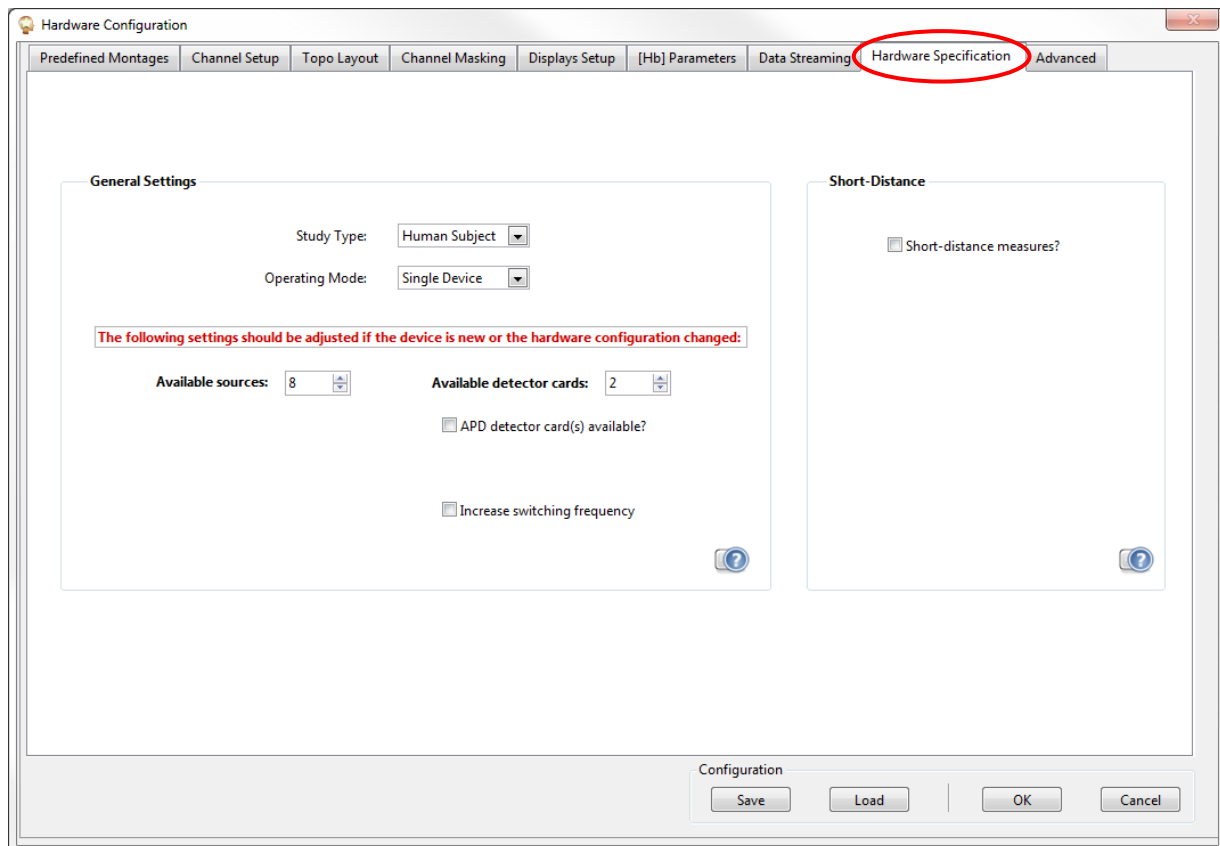 Hardware Configuration
Predefined Montages Channel Setup Topo Layout Channel Masking Displays Setup [Hb] Parameters Data Streaming Hardware Specification Advanced
General Settings
Short-Distance
Study Type: Human Subject
Short-distance measures?
Operating Mode: Single Device
The following settings should be adjusted if the device is new or the hardware configuration changed:
Available sources: 8 Available detector cards: 2
APD detector card(s) available?
Increase switching frequency
Configuration
Save Load OK Cancel